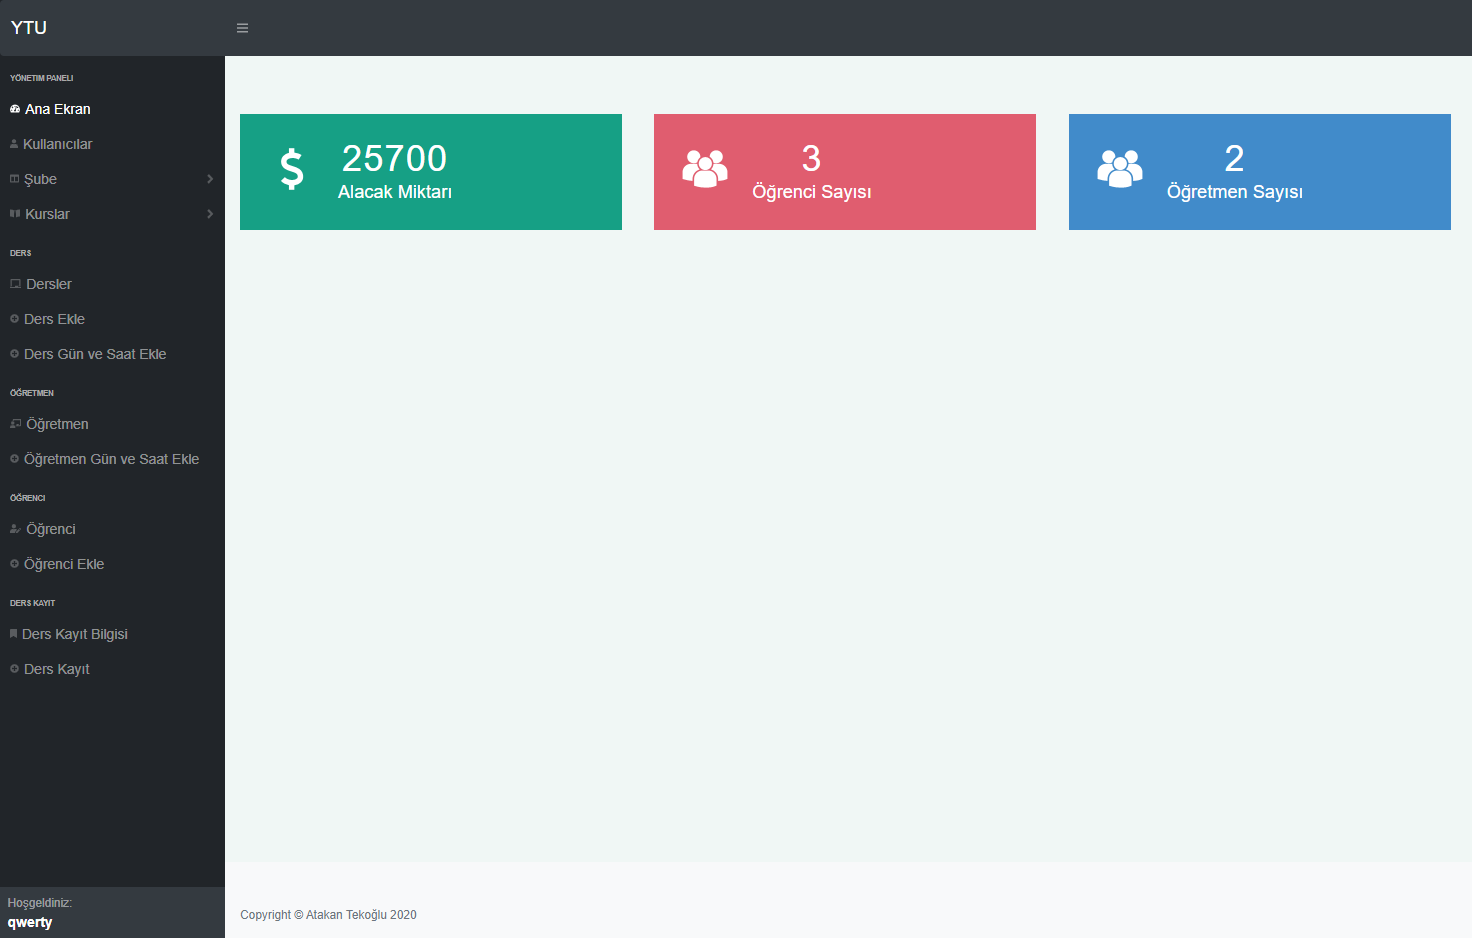 YTU
YÖNETIM PANELI
Ana Ekran
Kullanıcılar
Şube
Kurslar
DERS
Dersler
Ders Ekle
Ders Gün ve Saat Ekle
ÖĞRETMEN
Öğretmen
Öğretmen Gün ve Saat Ekle
ÖĞRENCI
Öğrenci
Öğrenci Ekle
DERS KAYIT
Ders Kayıt Bilgisi
Ders Kayıt
Hoşgeldiniz:
qwerty
25700
Alacak Miktarı
3
Öğrenci Sayısı
2
Öğretmen Sayısı
Copyright © Atakan Tekoğlu 2020